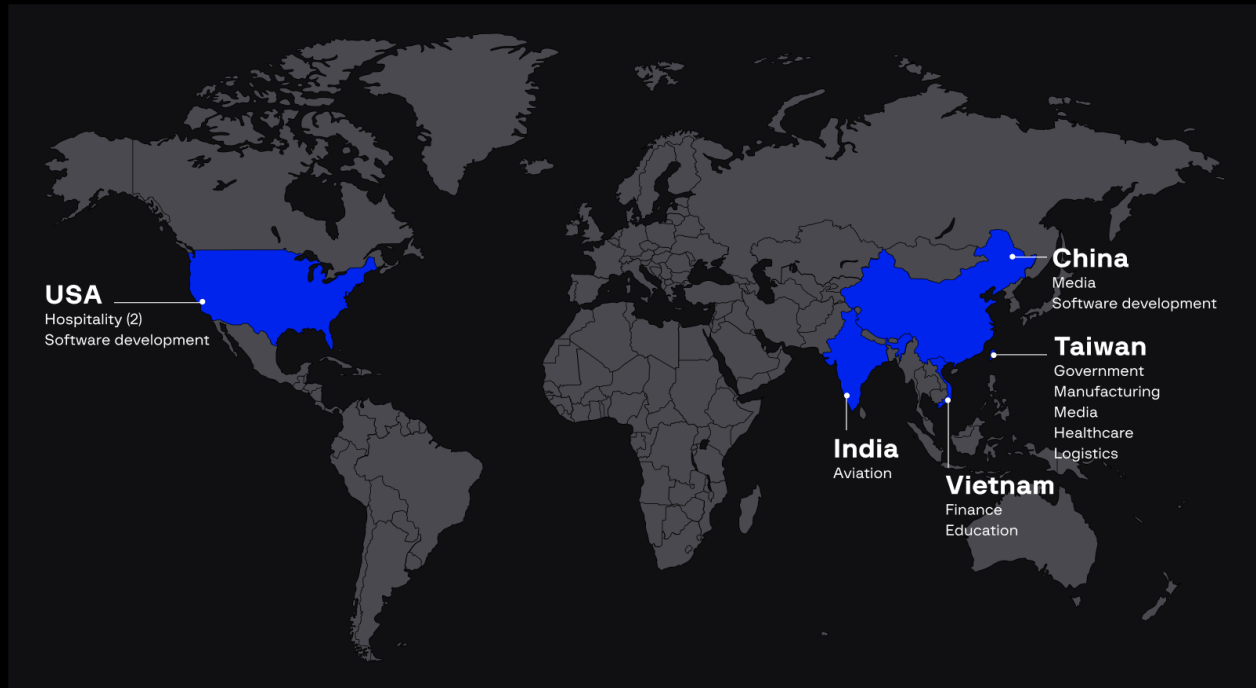 USA
Hospitality (2)
Software development
China
Media
Software development
Taiwan
Government
Manufacturing
Media
Healthcare
Logistics
India
Aviation
Vietnam
Finance
Education